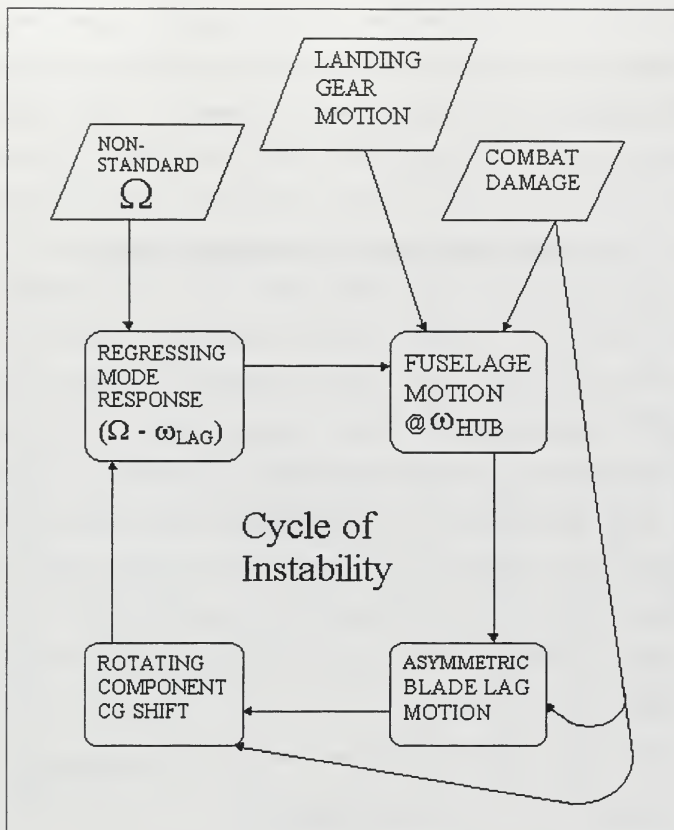 LANDING
GEAR
MOTION
NON-
STANDARD
Ω
COMBAT
DAMAGE
REGRESSING
MODE
RESPONSE
(Ω - ωLAG)
FUSELAGE
MOTION
@ ωHUB
Cycle of
Instability
ROTATING
COMPONENT
CG SHIFT
ASYMMETRIC
BLADE LAG
MOTION